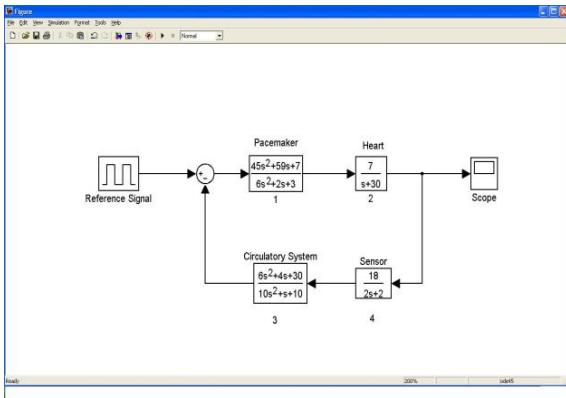 Figure
File Edit View Simulation Format Tools Help
Normal
Pacemaker
45s²+59s+7
6s²+2s+3
1
Heart
7
s+30
2
Reference Signal
+
-
Scope
Circulatory System
6s²+4s+30
10s²+s+10
3
Sensor
18
2s+2
4
Ready 200% ode45